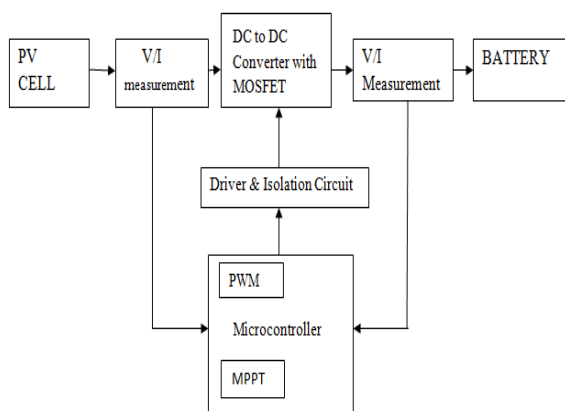 PV
CELL
V/I
measurement
DC to DC
Converter with
MOSFET
V/I
Measurement
BATTERY
Driver & Isolation Circuit
PWM
Microcontroller
MPPT